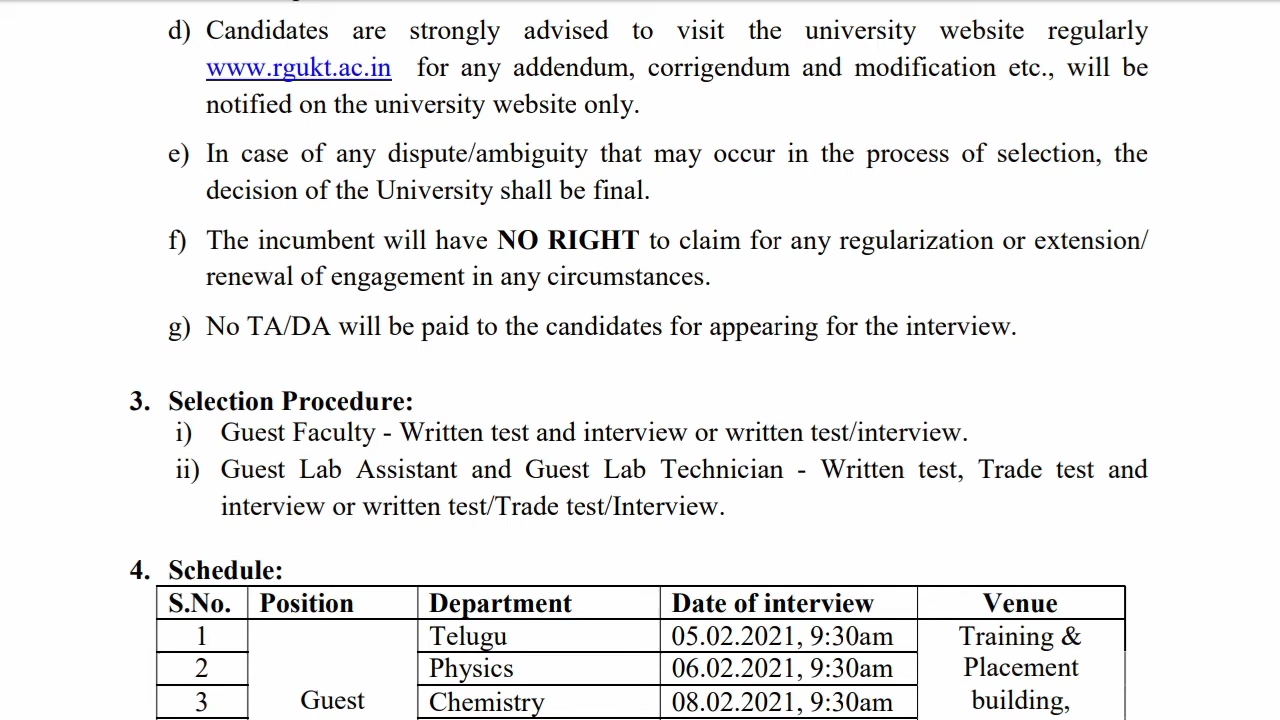 d) Candidates are strongly advised to visit the university website regularly
www.rgukt.ac.in for any addendum, corrigendum and modification etc., will be
notified on the university website only.
e) In case of any dispute/ambiguity that may occur in the process of selection, the
decision of the University shall be final.
f) The incumbent will have NO RIGHT to claim for any regularization or extension/
renewal of engagement in any circumstances.
g) No TA/DA will be paid to the candidates for appearing for the interview.
3. Selection Procedure:
i) Guest Faculty - Written test and interview or written test/interview.
ii) Guest Lab Assistant and Guest Lab Technician - Written test, Trade test and
interview or written test/Trade test/Interview.
4. Schedule:
S.No. Position Department Date of interview Venue
1 Telugu 05.02.2021, 9:30am Training &
2 Physics 06.02.2021, 9:30am Placement
3 Guest Chemistry 08.02.2021, 9:30am building,